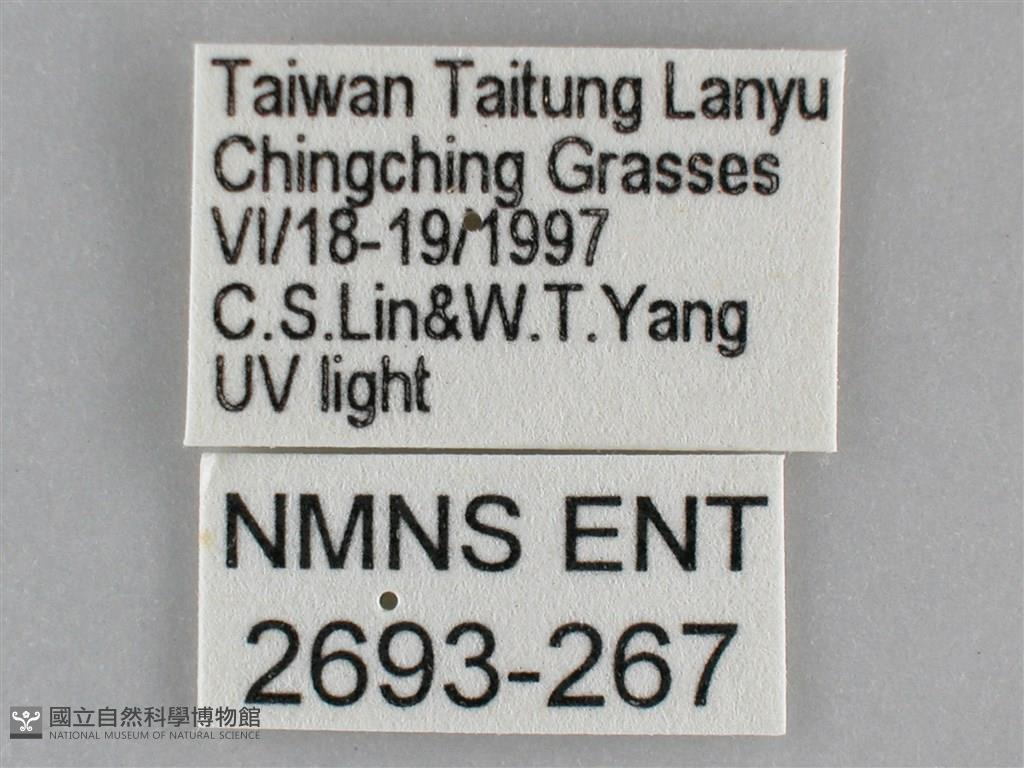 Taiwan Taitung Lanyu
Chingching Grasses
VI/18-19/1997
C.S.Lin&W.T.Yang
UV light
NMNS ENT
2693-267
國立自然科學博物館
NATIONAL MUSEUM OF NATURAL SCIENCE